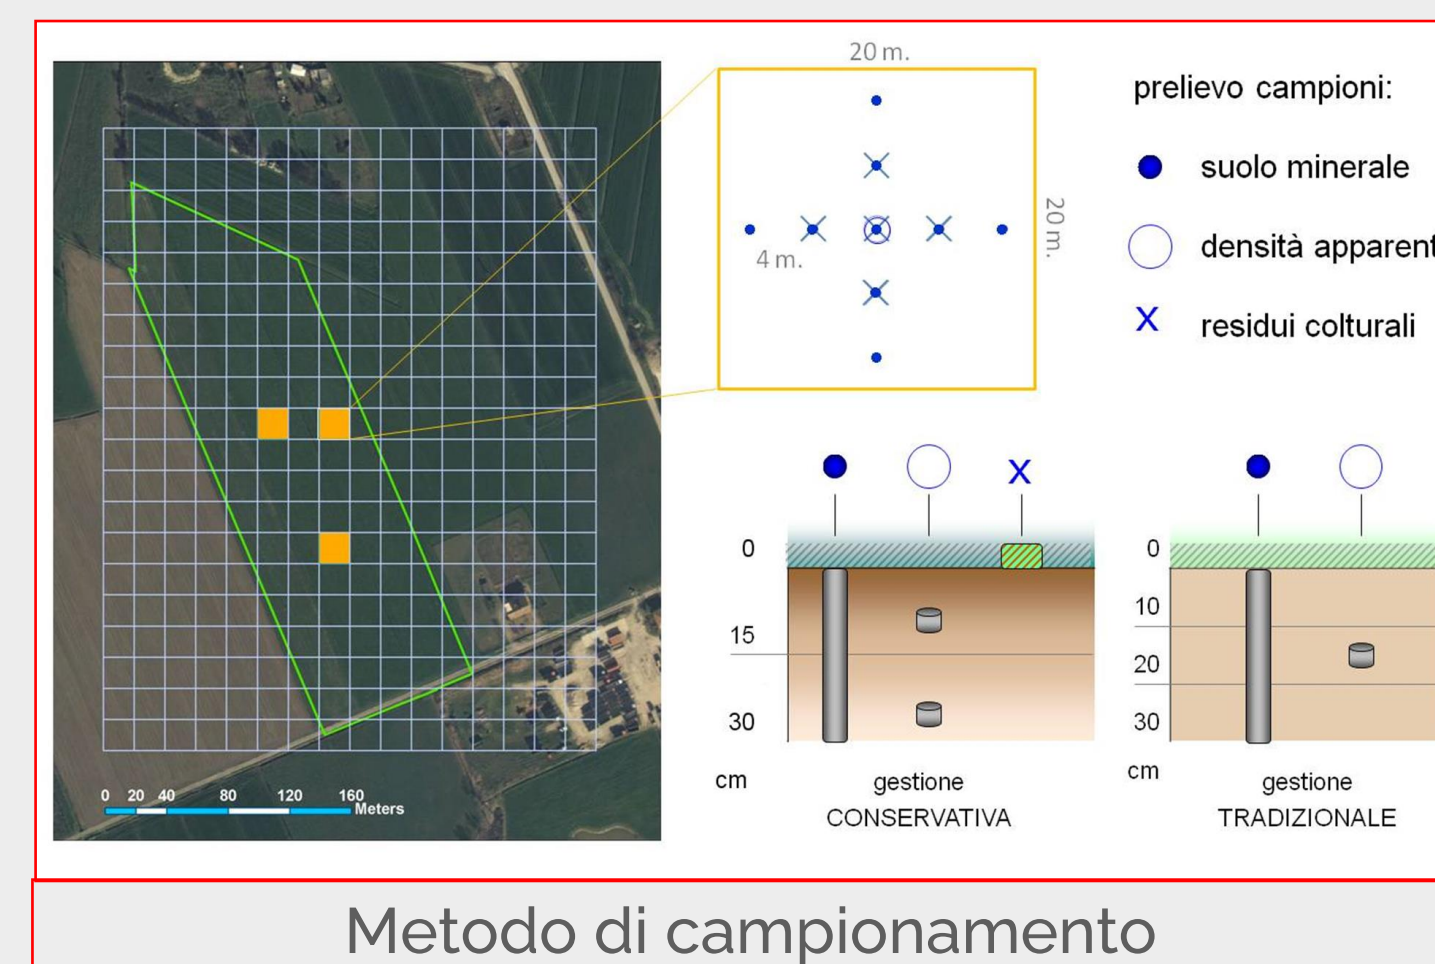 20 m.
20 m.
4 m.
prelievo campioni:
suolo minerale
densità apparent
X residui colturali
0 20 40 80 120 160
Meters
X
0
15
30
cm
gestione
CONSERVATIVA
0
10
20
30
cm
gestione
TRADIZIONALE
Metodo di campionamento